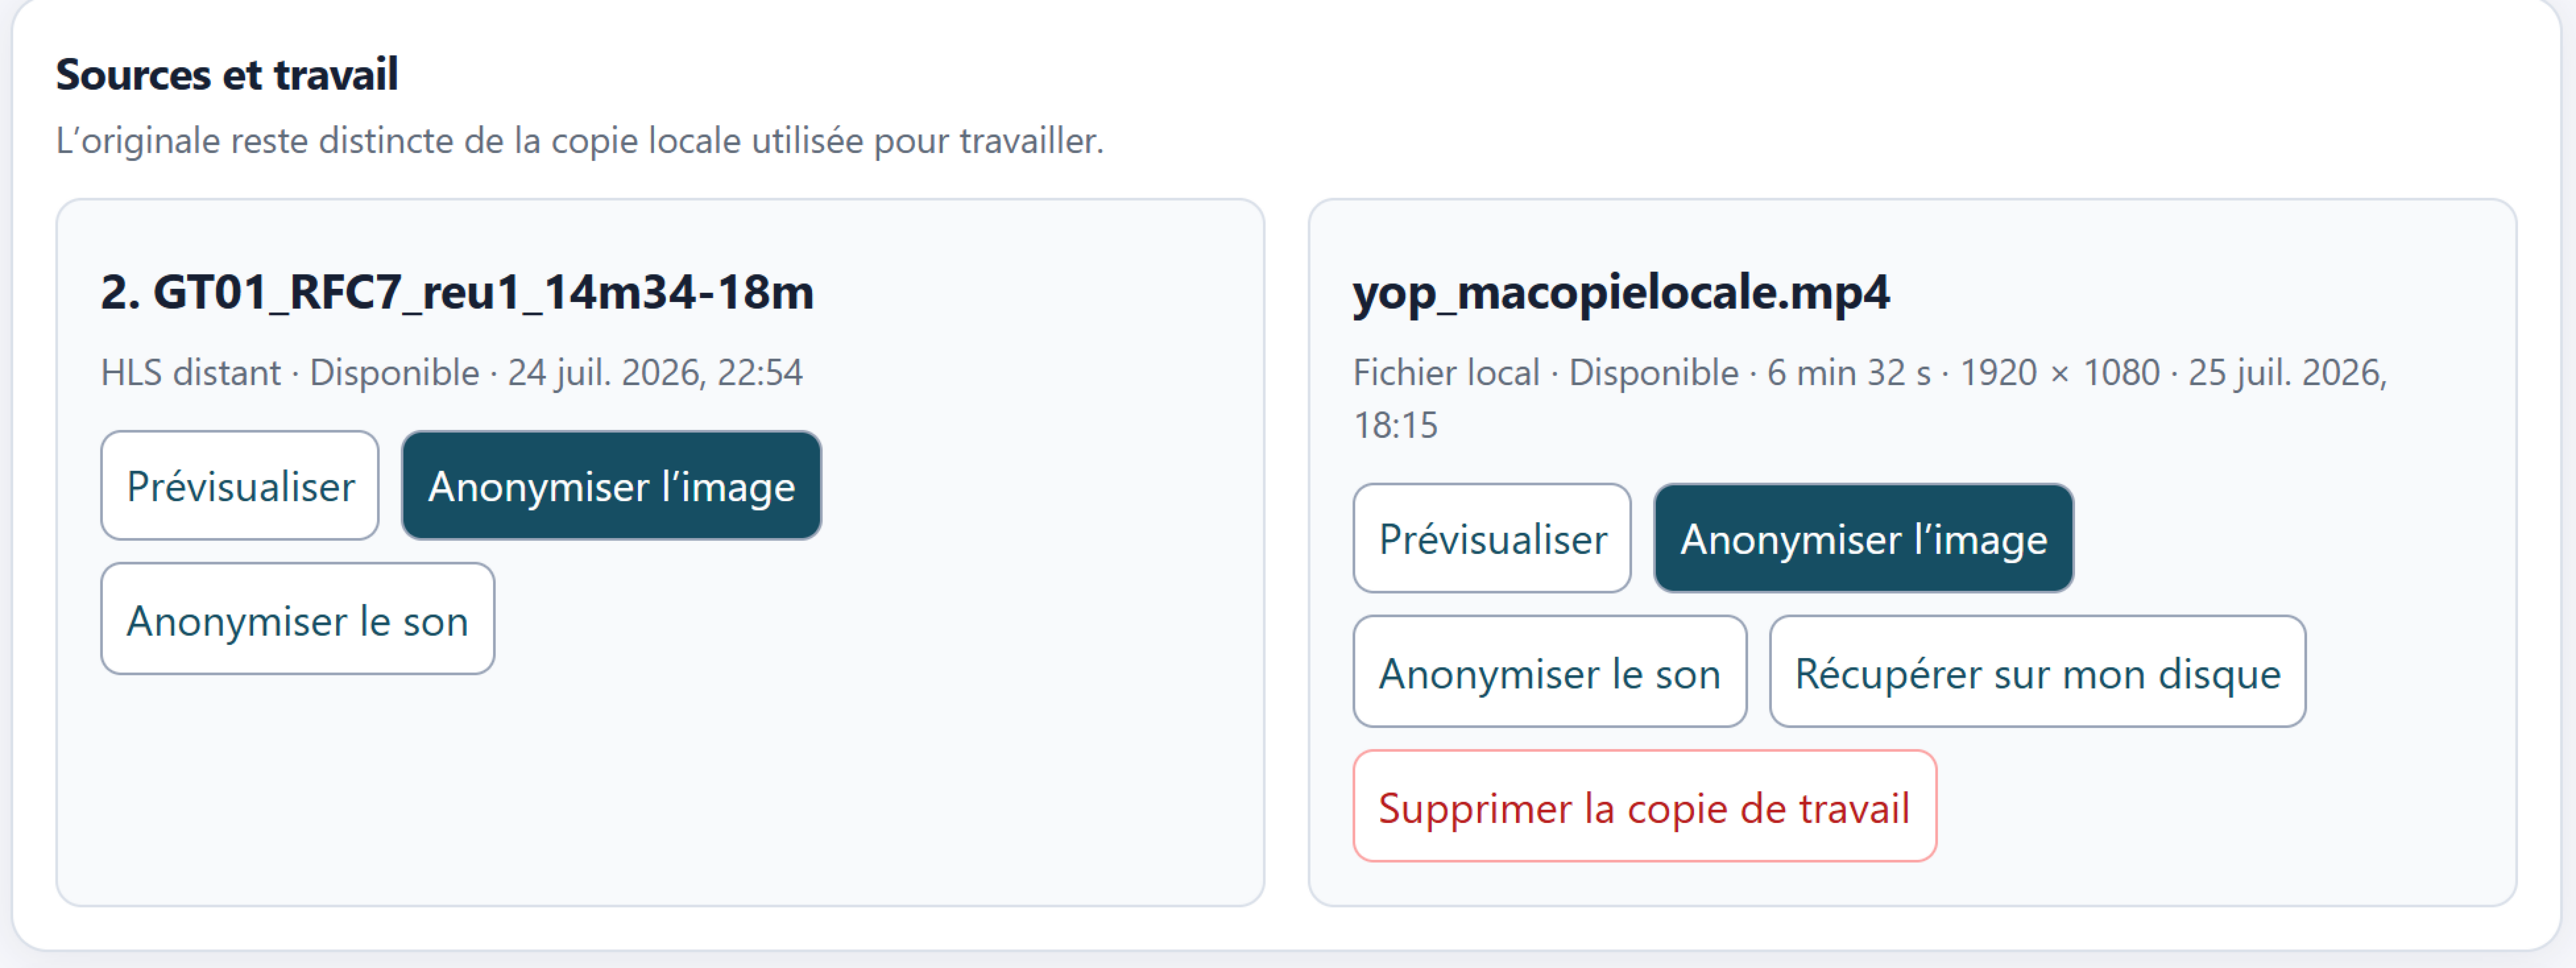 Sources et travail
L’originale reste distincte de la copie locale utilisée pour travailler.
2. GT01_RFC7_reu1_14m34-18m
HLS distant · Disponible · 24 juil. 2026, 22:54
Prévisualiser
Anonymiser l’image
Anonymiser le son
yop_macopielocale.mp4
Fichier local · Disponible · 6 min 32 s · 1920 × 1080 · 25 juil. 2026,
18:15
Prévisualiser
Anonymiser l’image
Anonymiser le son
Récupérer sur mon disque
Supprimer la copie de travail